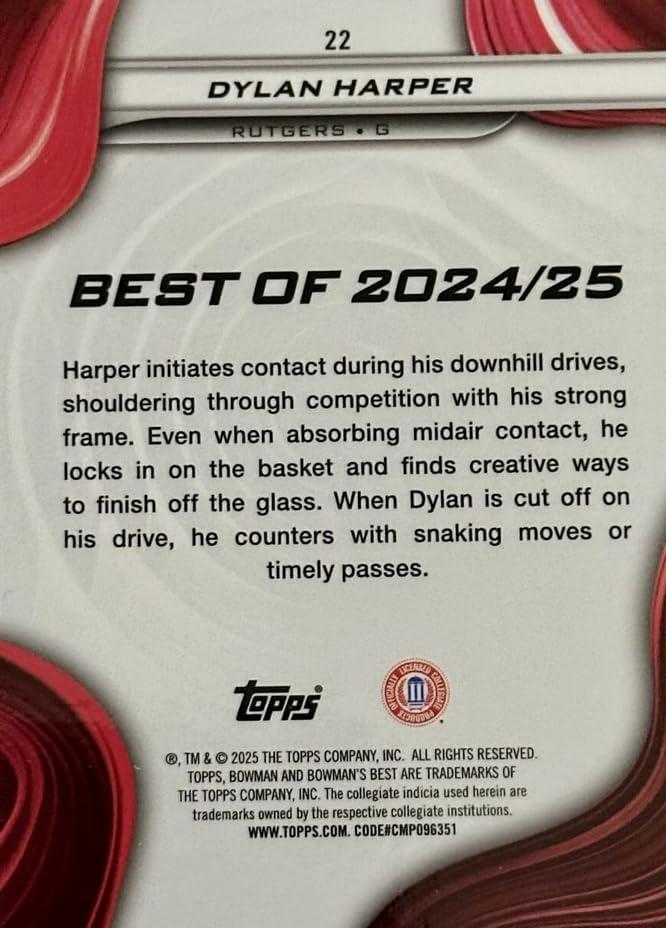 22
DYLAN HARPER
RUTGERS • G
BEST OF 2024/25
Harper initiates contact during his downhill drives,
shouldering through competition with his strong
frame. Even when absorbing midair contact, he
locks in on the basket and finds creative ways
to finish off the glass. When Dylan is cut off on
his drive, he counters with snaking moves or
timely passes.
topps®
OFFICIALLY LICENSED COLLEGIATE PRODUCTS
®, TM & © 2025 THE TOPPS COMPANY, INC. ALL RIGHTS RESERVED.
TOPPS, BOWMAN AND BOWMAN'S BEST ARE TRADEMARKS OF
THE TOPPS COMPANY, INC. The collegiate indicia used herein are
trademarks owned by the respective collegiate institutions.
WWW.TOPPS.COM. CODE#CMP096351